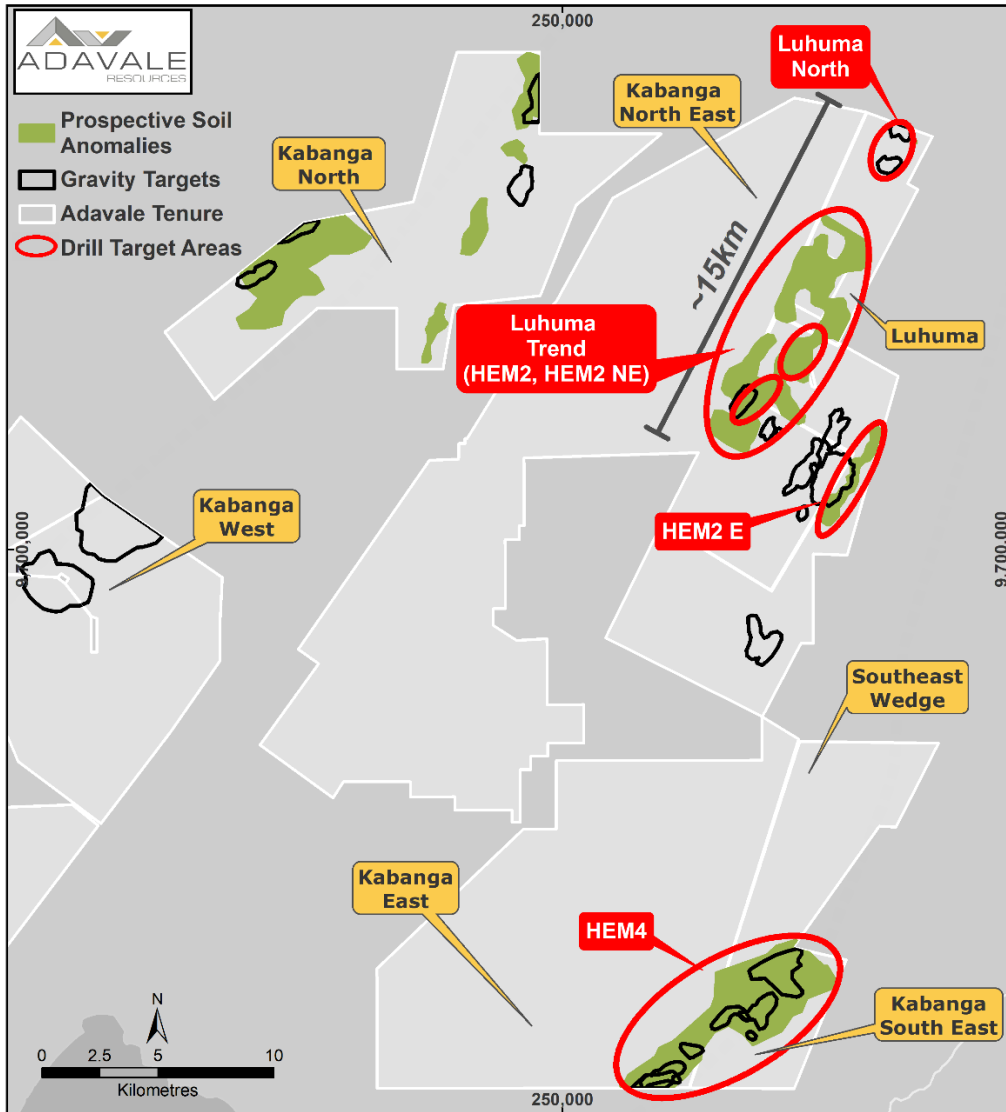 250,000
ADAVALE
RESOURCES
Prospective Soil
Anomalies
Gravity Targets
Adavale Tenure
Drill Target Areas
Kabanga
North
Kabanga
North East
Luhuma
North
~15km
Luhuma
Trend
(HEM2, HEM2 NE)
Luhuma
HEM2 E
Kabanga
West
9,700,000
9,700,000
Southeast
Wedge
Kabanga
East
HEM4
Kabanga
South East
N
0 2.5 5 10
Kilometres
250,000